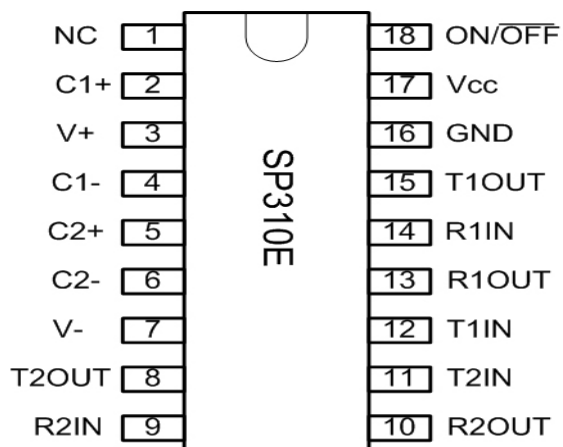 NC 1 18 ON/OFF
C1+ 2 17 Vcc
V+ 3 16 GND
C1- 4 15 T1OUT
C2+ 5 14 R1IN
C2- 6 13 R1OUT
V- 7 12 T1IN
T2OUT 8 11 T2IN
R2IN 9 10 R2OUT
SP310E